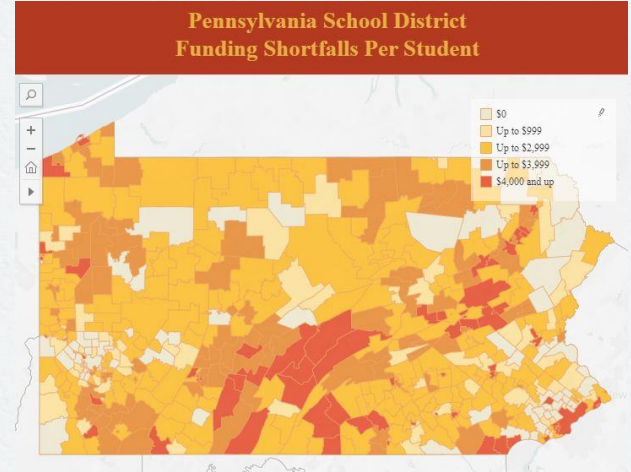 Pennsylvania School District
Funding Shortfalls Per Student
$0
Up to $999
Up to $2,999
Up to $3,999
$4,000 and up